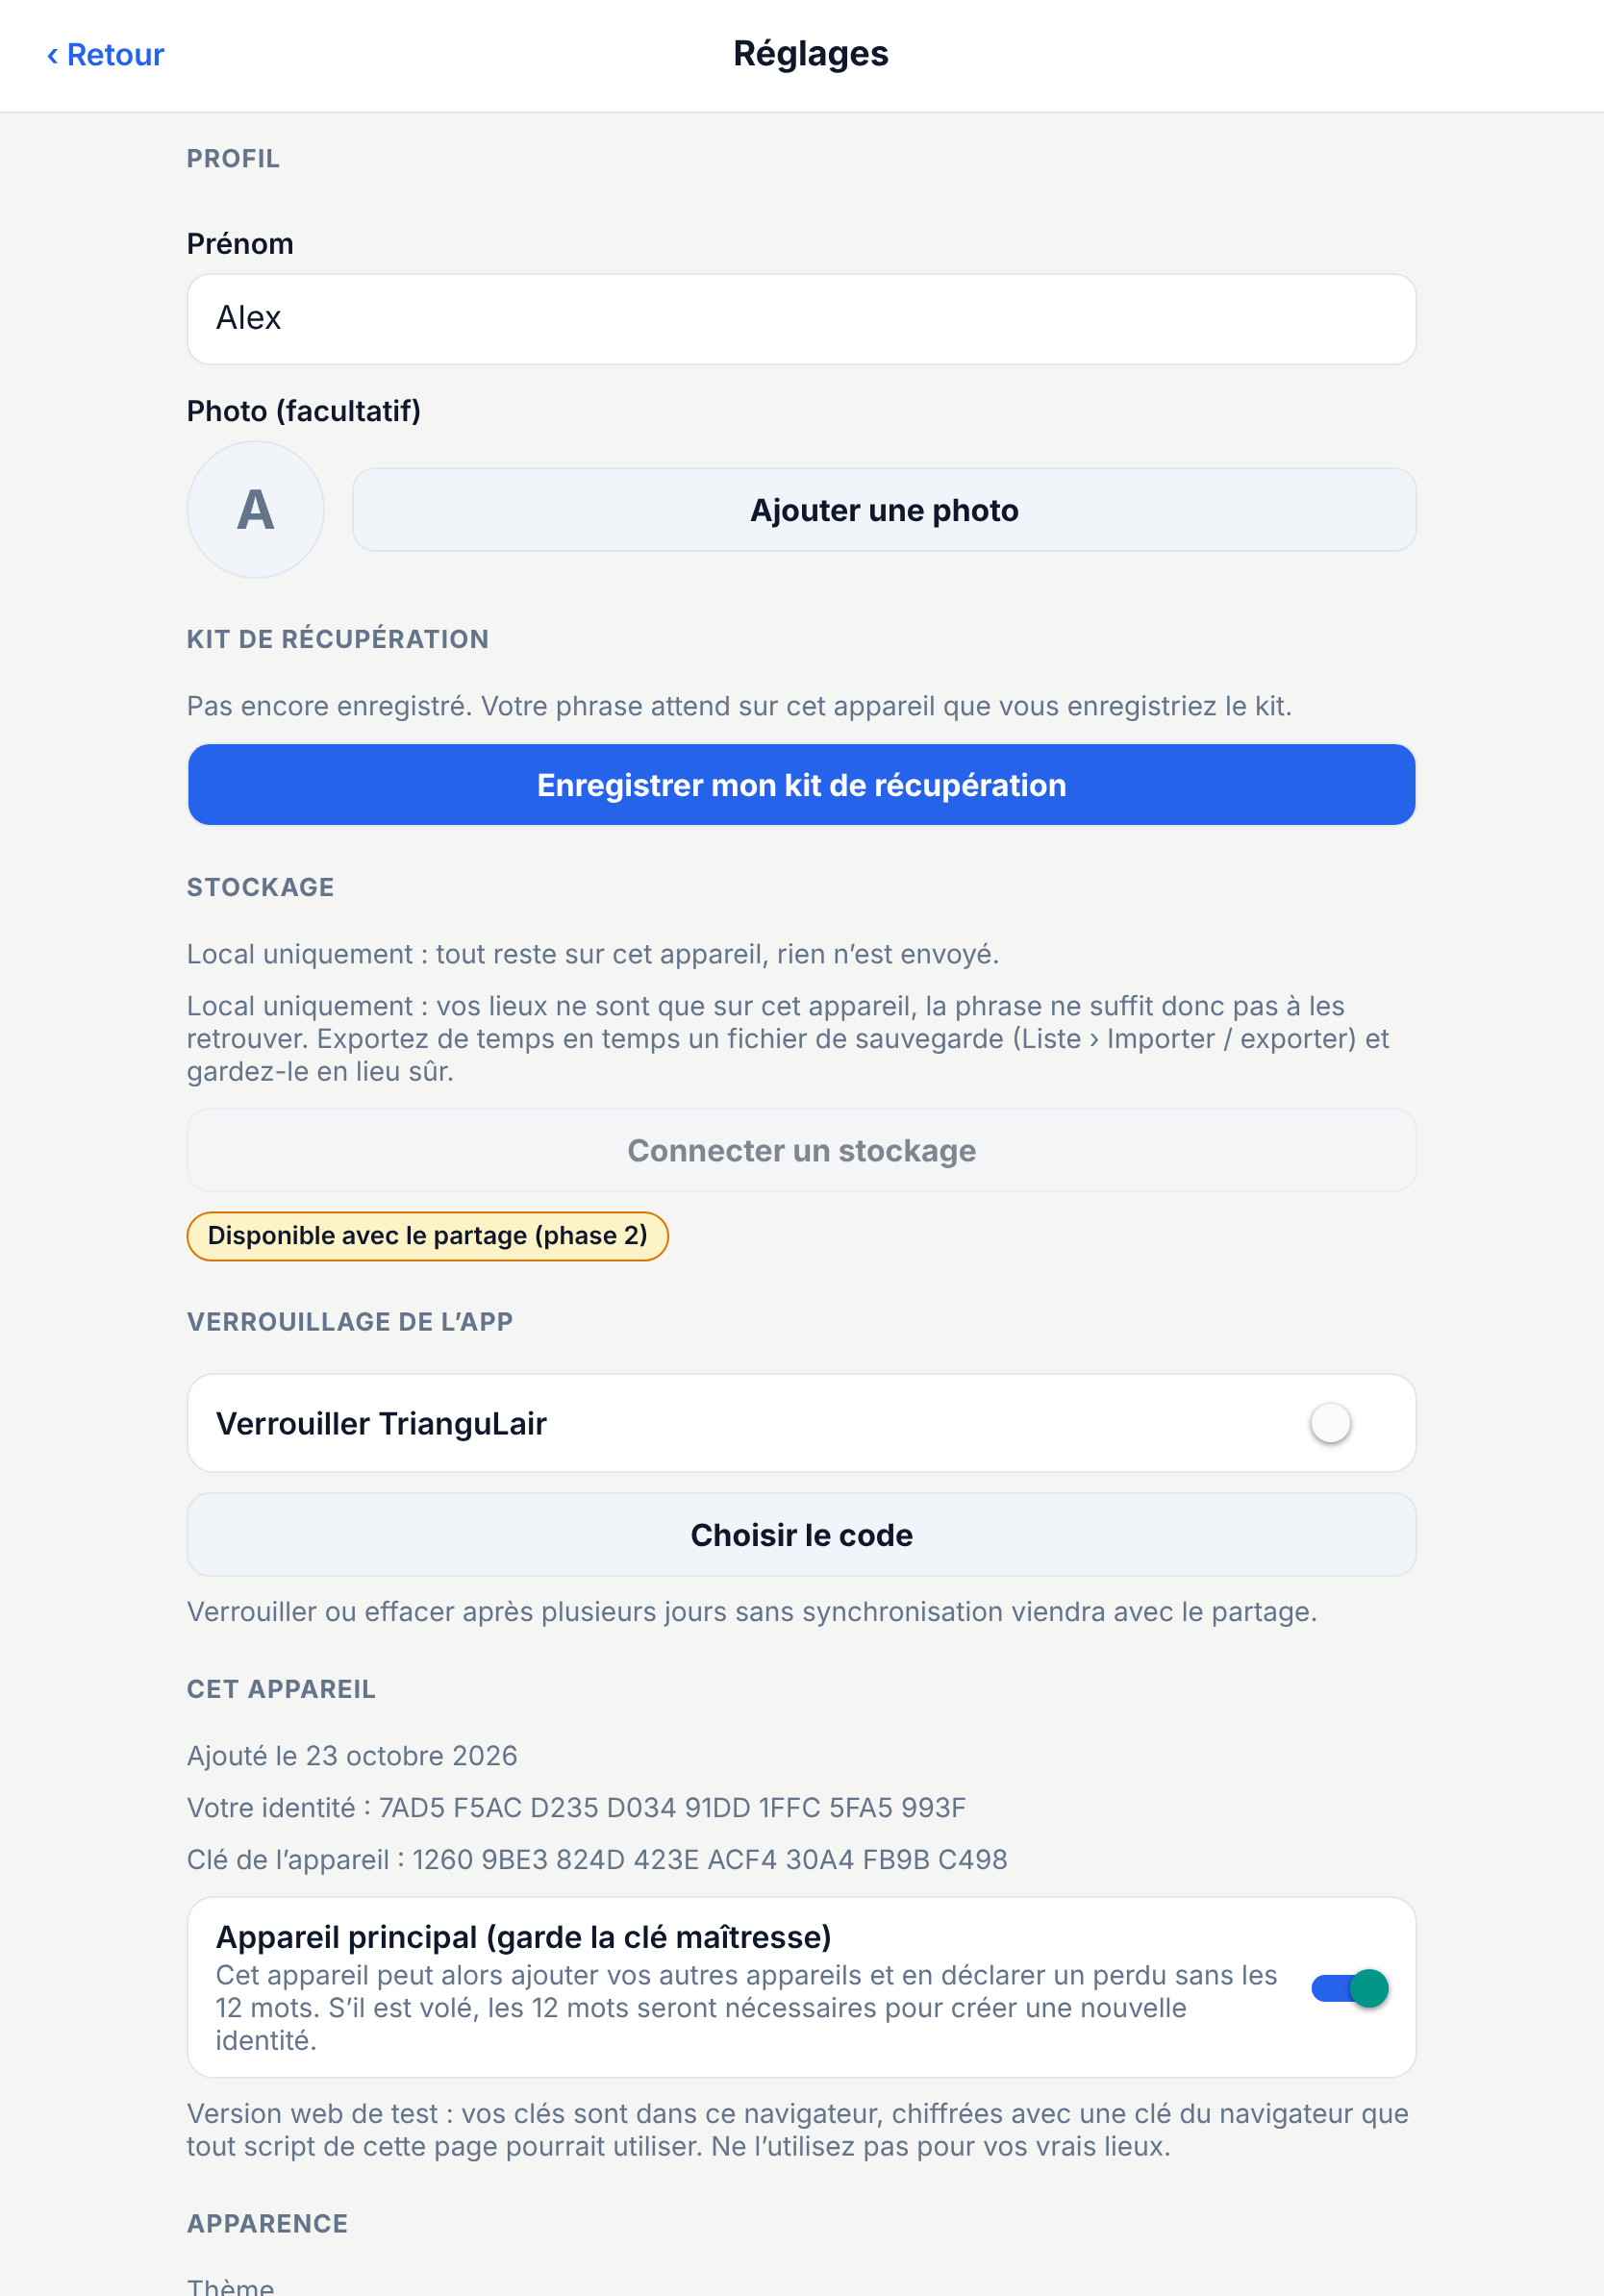 ‹ Retour
Réglages
PROFIL
Prénom
Alex
Photo (facultatif)
A
Ajouter une photo
KIT DE RÉCUPÉRATION
Pas encore enregistré. Votre phrase attend sur cet appareil que vous enregistriez le kit.
Enregistrer mon kit de récupération
STOCKAGE
Local uniquement : tout reste sur cet appareil, rien n’est envoyé.
Local uniquement : vos lieux ne sont que sur cet appareil, la phrase ne suffit donc pas à les
retrouver. Exportez de temps en temps un fichier de sauvegarde (Liste › Importer / exporter) et
gardez-le en lieu sûr.
Connecter un stockage
Disponible avec le partage (phase 2)
VERROUILLAGE DE L’APP
Verrouiller TrianguLair
Choisir le code
Verrouiller ou effacer après plusieurs jours sans synchronisation viendra avec le partage.
CET APPAREIL
Ajouté le 23 octobre 2026
Votre identité : 7AD5 F5AC D235 D034 91DD 1FFC 5FA5 993F
Clé de l’appareil : 1260 9BE3 824D 423E ACF4 30A4 FB9B C498
Appareil principal (garde la clé maîtresse)
Cet appareil peut alors ajouter vos autres appareils et en déclarer un perdu sans les
12 mots. S’il est volé, les 12 mots seront nécessaires pour créer une nouvelle
identité.
Version web de test : vos clés sont dans ce navigateur, chiffrées avec une clé du navigateur que
tout script de cette page pourrait utiliser. Ne l’utilisez pas pour vos vrais lieux.
APPARENCE
Thème